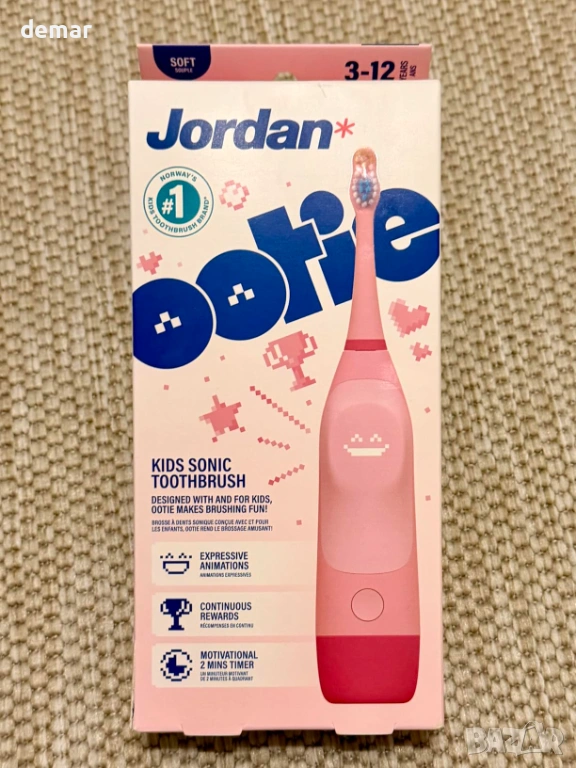 demar
SOFT
SOUPLE
3-12 YEARS
ANS
Jordan*
NORWAY'S
#1
KIDS TOOTHBRUSH BRAND*
ootie
KIDS SONIC
TOOTHBRUSH
DESIGNED WITH AND FOR KIDS,
OOTIE MAKES BRUSHING FUN!
BROSSE À DENTS SONIQUE CONÇUE AVEC ET POUR
LES ENFANTS, OOTIE REND LE BROSSAGE AMUSANT!
EXPRESSIVE
ANIMATIONS
ANIMATIONS EXPRESSIVES
CONTINUOUS
REWARDS
RÉCOMPENSES EN CONTINU
MOTIVATIONAL
2 MINS TIMER
UN MINUTEUR MOTIVANT
DE 2 MINUTES À QUADRANT
BAZAR